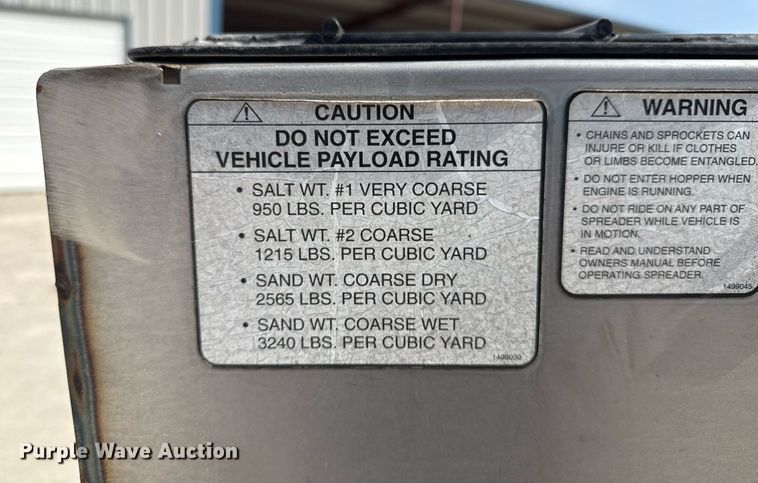 CAUTION
DO NOT EXCEED
VEHICLE PAYLOAD RATING
• SALT WT. #1 VERY COARSE
950 LBS. PER CUBIC YARD
• SALT WT. #2 COARSE
1215 LBS. PER CUBIC YARD
• SAND WT. COARSE DRY
2565 LBS. PER CUBIC YARD
• SAND WT. COARSE WET
3240 LBS. PER CUBIC YARD
WARNING
• CHAINS AND SPROCKETS CAN
INJURE OR KILL IF CLOTHES
OR LIMBS BECOME ENTANGLED.
• DO NOT ENTER HOPPER WHEN
ENGINE IS RUNNING.
• DO NOT RIDE ON ANY PART OF
SPREADER WHILE VEHICLE IS
IN MOTION.
• READ AND UNDERSTAND
OWNERS MANUAL BEFORE
OPERATING SPREADER.
1499045
Purple Wave Auction